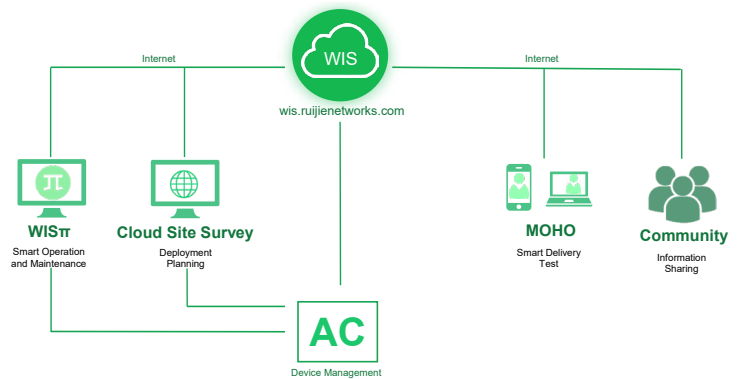 WIS
Internet
Internet
wis.ruijienetworks.com
π
WISπ
Smart Operation
and Maintenance
Cloud Site Survey
Deployment
Planning
MOHO
Smart Delivery
Test
Community
Information
Sharing
AC
Device Management